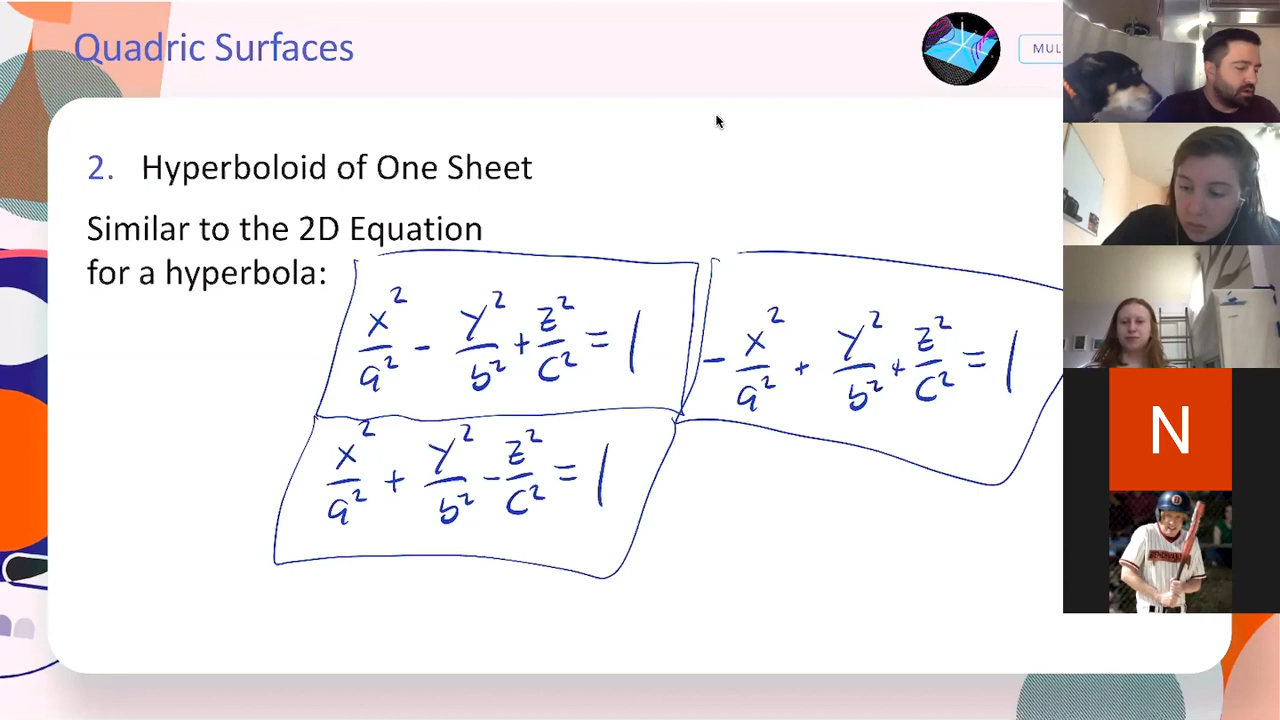 Quadric Surfaces
MUL
2. Hyperboloid of One Sheet
Similar to the 2D Equation
for a hyperbola:
x²/a² - y²/b² + z²/c² = 1
- x²/a² + y²/b² + z²/c² = 1
x²/a² + y²/b² - z²/c² = 1
N
B